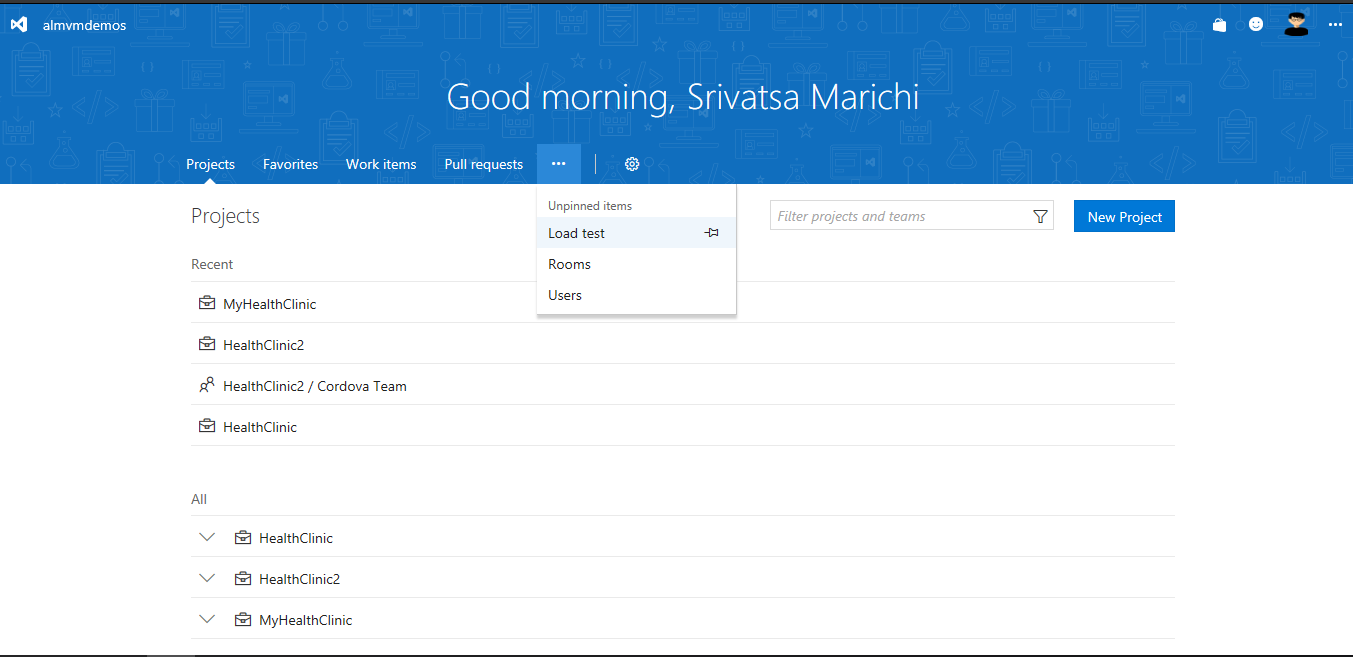 almvmdemos
Good morning, Srivatsa Marichi
Projects Favorites Work items Pull requests ...
Projects
Unpinned items
Load test
Rooms
Users
Filter projects and teams
New Project
Recent
MyHealthClinic
HealthClinic2
HealthClinic2 / Cordova Team
HealthClinic
All
HealthClinic
HealthClinic2
MyHealthClinic